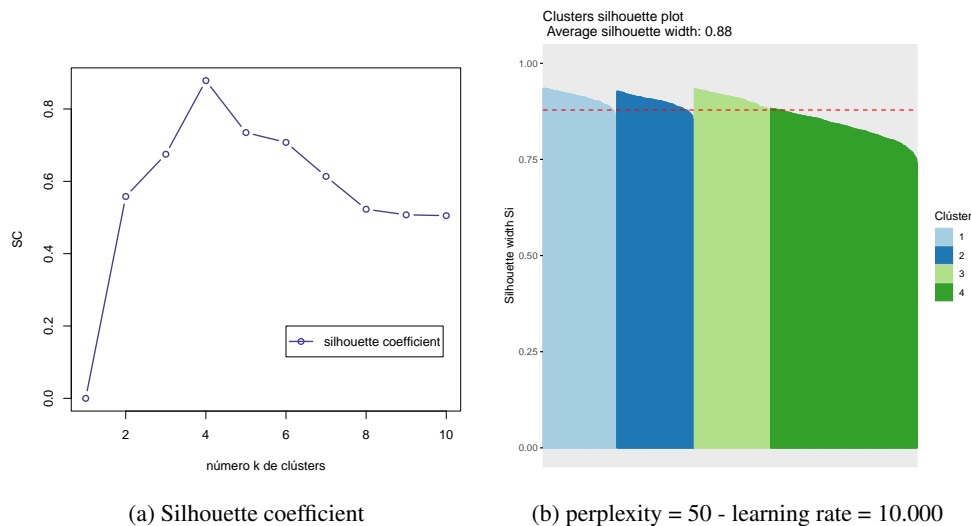 0.0
0.2
0.4
0.6
0.8
SC
2
4
6
8
10
número k de clústers
silhouette coefficient
(a) Silhouette coefficient
Clusters silhouette plot
Average silhouette width: 0.88
1.00
0.75
0.50
0.25
0.00
Silhouette width Si
Clúster
1
2
3
4
(b) perplexity = 50 - learning rate = 10.000